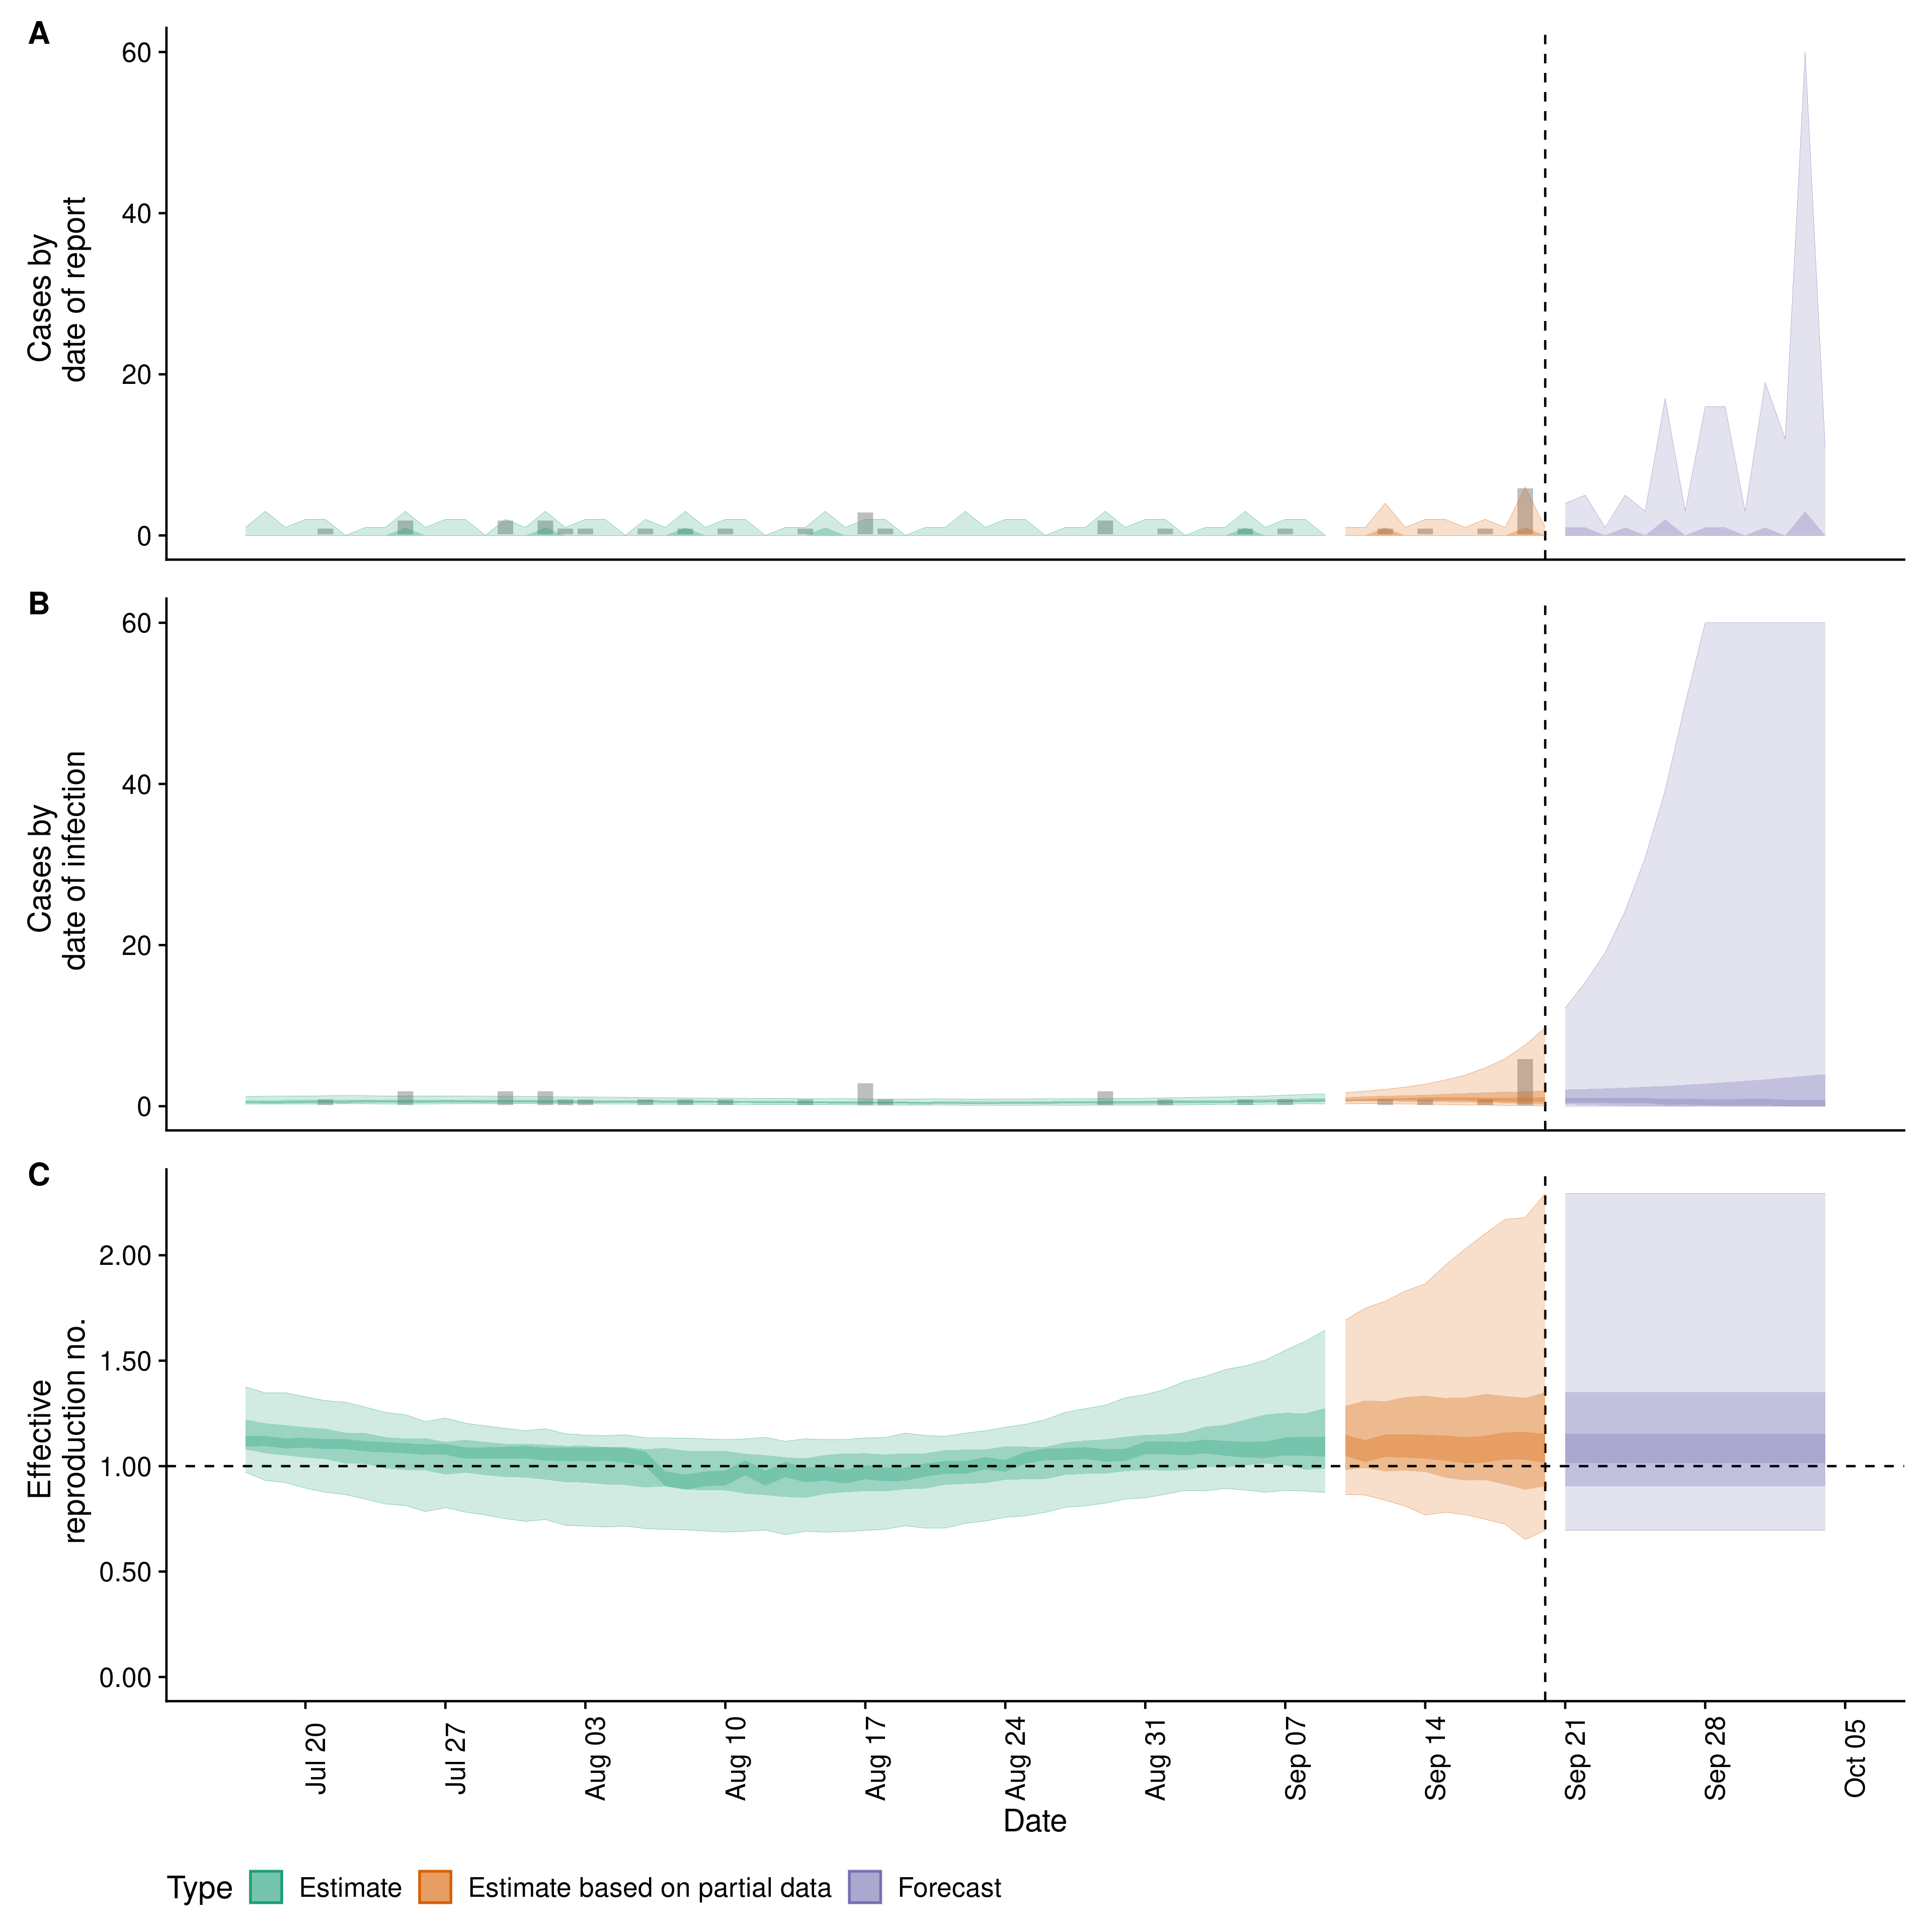 A
60
40
20
0
Cases by
date of report
B
60
40
20
0
Cases by
date of infection
C
2.00
1.50
1.00
0.50
0.00
Effective
reproduction no.
Jul 20
Jul 27
Aug 03
Aug 10
Aug 17
Aug 24
Aug 31
Sep 07
Sep 14
Sep 21
Sep 28
Oct 05
Date
Type Estimate Estimate based on partial data Forecast